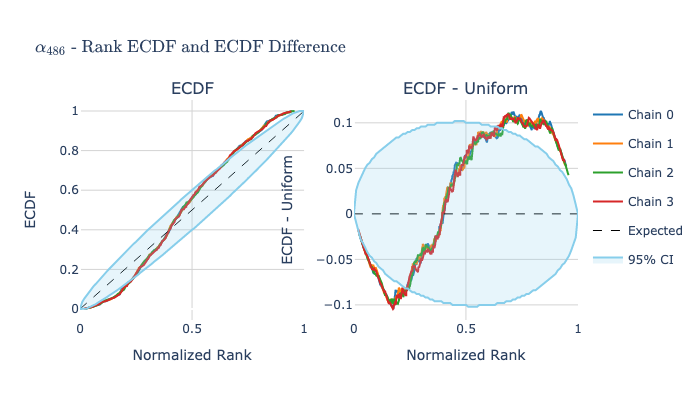 α486 - Rank ECDF and ECDF Difference
ECDF
ECDF - Uniform
ECDF
1
0.8
0.6
0.4
0.2
0
0
0.5
1
Normalized Rank
ECDF - Uniform
0.1
0.05
0
−0.05
−0.1
0
0.5
1
Normalized Rank
Chain 0
Chain 1
Chain 2
Chain 3
Expected
95% CI